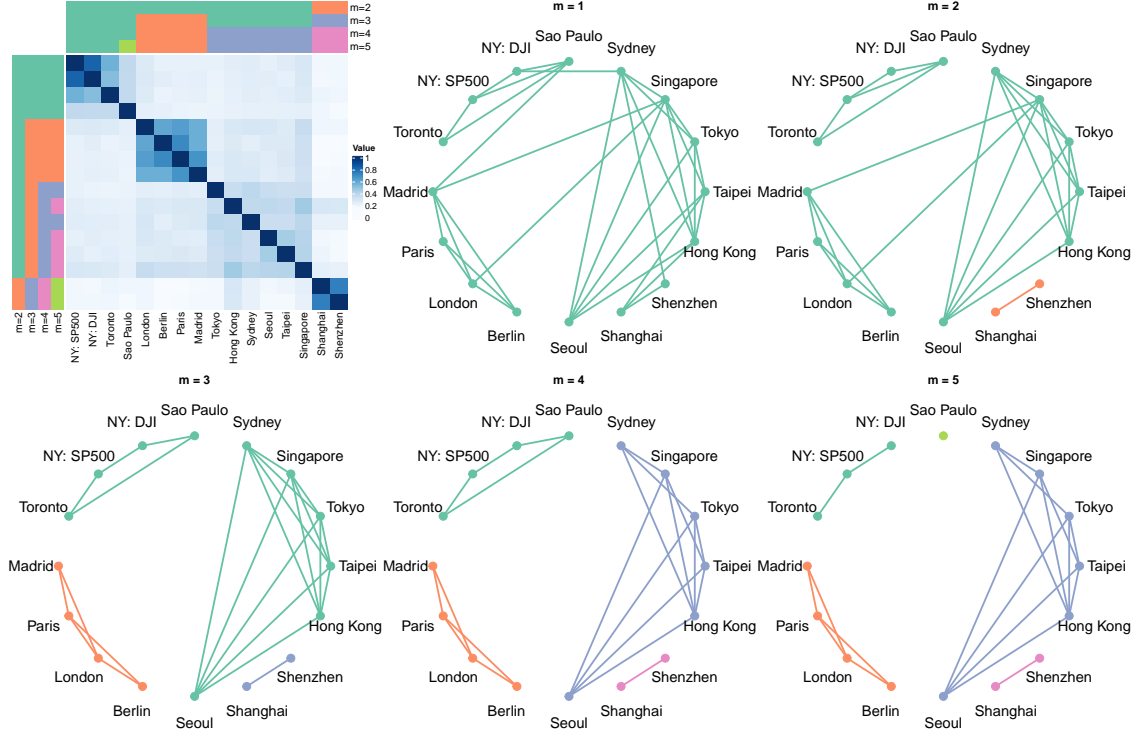 m=2
m=3
m=4
m=5
Value
1
0.8
0.6
0.4
0.2
0
m=2
m=3
m=4
m=5
NY: SP500
NY: DJI
Toronto
Sao Paulo
London
Berlin
Paris
Madrid
Tokyo
Hong Kong
Sydney
Seoul
Taipei
Singapore
Shanghai
Shenzhen
m = 1
Sao Paulo
NY: DJI
Sydney
NY: SP500
Singapore
Toronto
Tokyo
Madrid
Taipei
Paris
Hong Kong
London
Shenzhen
Berlin
Shanghai
Seoul
m = 2
Sao Paulo
NY: DJI
Sydney
NY: SP500
Singapore
Toronto
Tokyo
Madrid
Taipei
Paris
Hong Kong
London
Shenzhen
Berlin
Shanghai
Seoul
m = 3
Sao Paulo
NY: DJI
Sydney
NY: SP500
Singapore
Toronto
Tokyo
Madrid
Taipei
Paris
Hong Kong
London
Shenzhen
Berlin
Shanghai
Seoul
m = 4
Sao Paulo
NY: DJI
Sydney
NY: SP500
Singapore
Toronto
Tokyo
Madrid
Taipei
Paris
Hong Kong
London
Shenzhen
Berlin
Shanghai
Seoul
m = 5
Sao Paulo
NY: DJI
Sydney
NY: SP500
Singapore
Toronto
Tokyo
Madrid
Taipei
Paris
Hong Kong
London
Shenzhen
Berlin
Shanghai
Seoul